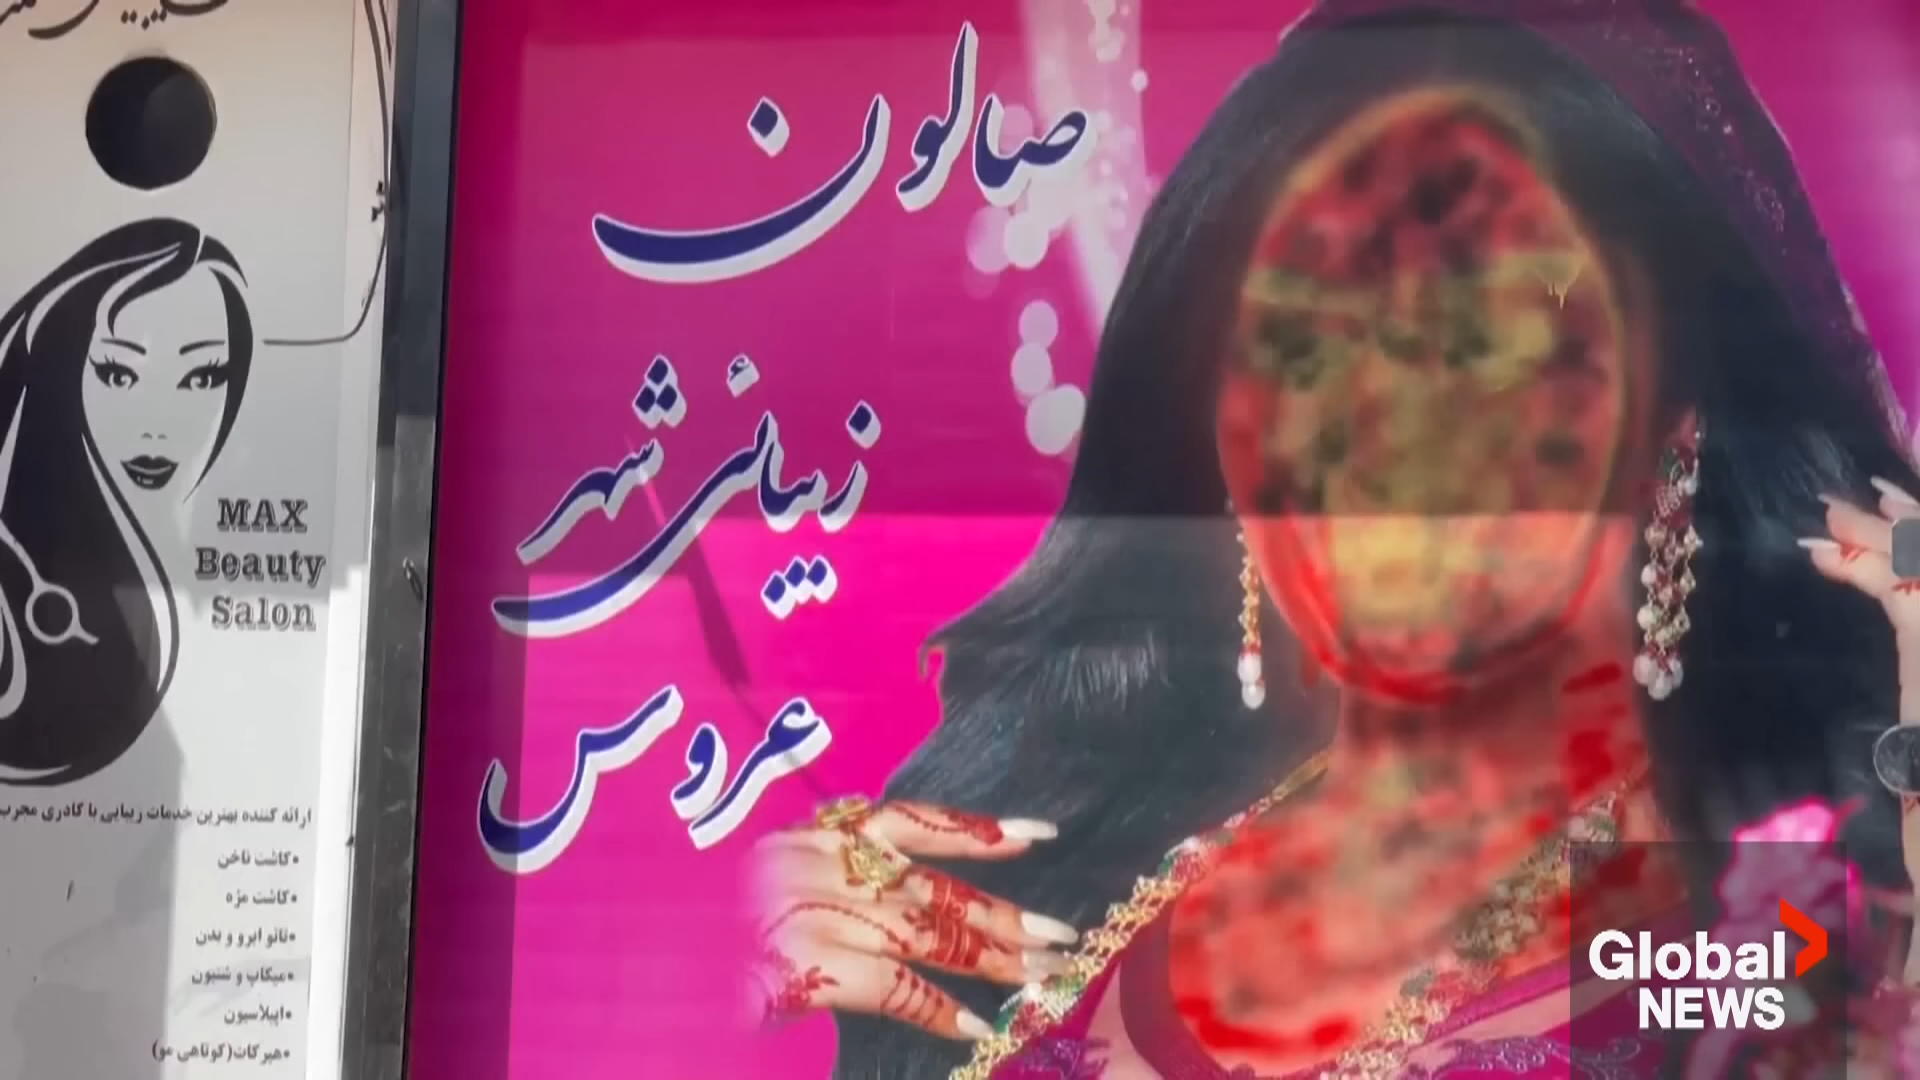 صالون
زیبائی شهر
عروس
MAX
Beauty
Salon
ارائه کننده بهترین خدمات زیبایی با کادری مجرب
•کاشت ناخن
•کاشت مژه
•تاتو ابرو و بدن
•میکاپ و شنیون
•اپیلاسیون
•هیرکات(کوتاهی مو)
Global
NEWS